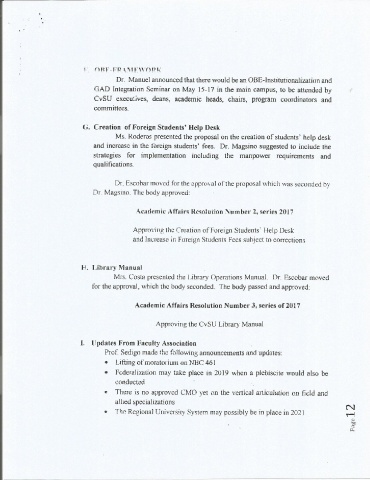 F. OBE-FRAMEWORK
Dr. Manuel announced that there would be an OBE-Institutionalization and
GAD Integration Seminar on May 15-17 in the main campus, to be attended by
CvSU executives, deans, academic heads, chairs, program coordinators and
committees.
G. Creation of Foreign Students' Help Desk
Ms. Roderos presented the proposal on the creation of students' help desk
and increase in the foreign students' fees. Dr. Magsino suggested to include the
strategies for implementation including the manpower requirements and
qualifications.
Dr. Escobar moved for the approval of the proposal which was seconded by
Dr. Magsino. The body approved:
Academic Affairs Resolution Number 2, series 2017
Approving the Creation of Foreign Students' Help Desk
and Increase in Foreign Students Fees subject to corrections
H. Library Manual
Mrs. Costa presented the Library Operations Manual. Dr. Escobar moved
for the approval, which the body seconded. The body passed and approved:
Academic Affairs Resolution Number 3, series of 2017
Approving the CvSU Library Manual
I. Updates From Faculty Association
Prof. Sedign made the following announcements and updates:
• Lifting of moratorium on NBC 461
• Federalization may take place in 2019 when a plebiscite would also be
conducted
• There is no approved CMO yet on the vertical articulation on field and
allied specializations
• The Regional University System may possibly be in place in 2021
Page 12